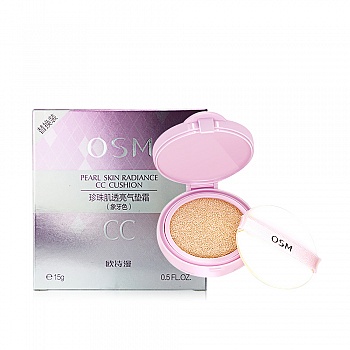 替换装
OSM
PEARL SKIN RADIANCE
CC CUSHION
珍珠肌透亮气垫霜
(象牙色)
CC
欧诗漫
℮15g
0.5 FL.OZ.
OSM